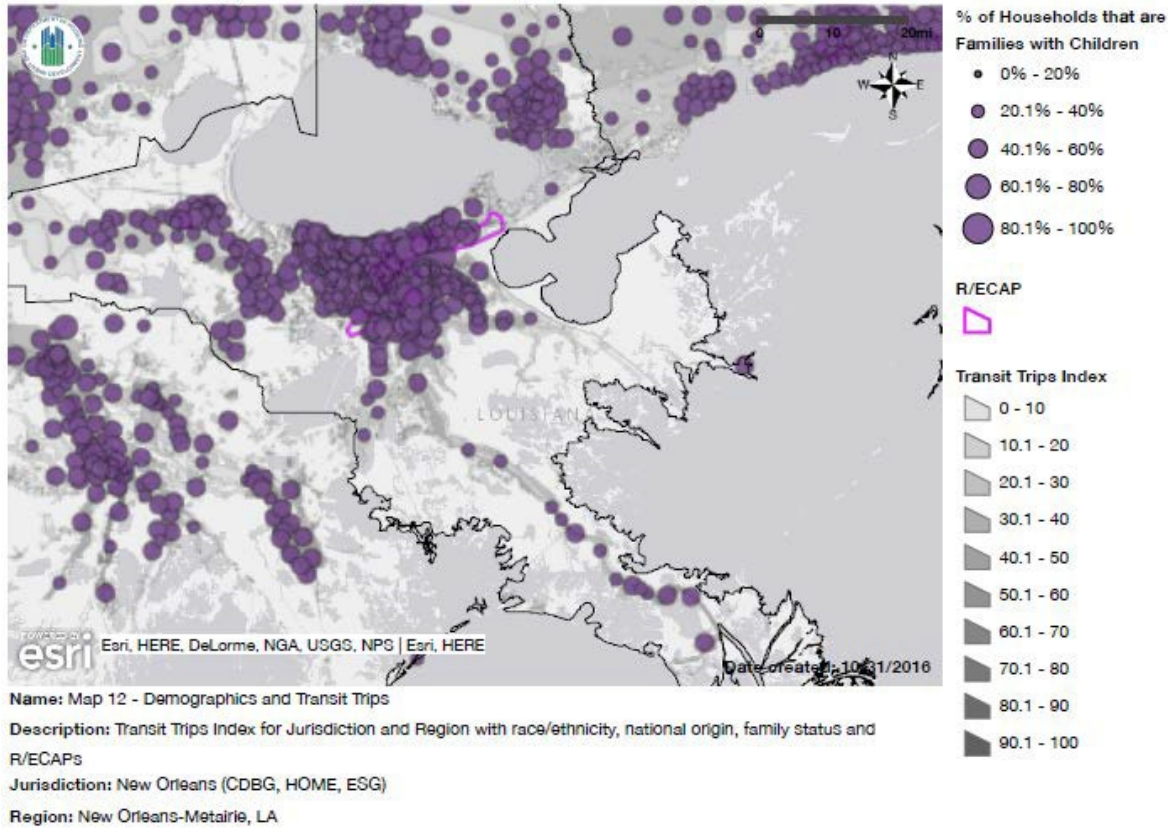 0 20mi
N
W E
S
LOUISIAN
POWERED BY
esri
Esri, HERE, DeLorme, NGA, USGS, NPS | Esri, HERE
Date created: 10/31/2016
% of Households that are
Families with Children
0% - 20%
20.1% - 40%
40.1% - 60%
60.1% - 80%
80.1% - 100%
R/ECAP
Transit Trips Index
0 - 10
10.1 - 20
20.1 - 30
30.1 - 40
40.1 - 50
50.1 - 60
60.1 - 70
70.1 - 80
80.1 - 90
90.1 - 100
Name: Map 12 - Demographics and Transit Trips
Description: Transit Trips Index for Jurisdiction and Region with race/ethnicity, national origin, family status and
R/ECAPs
Jurisdiction: New Orleans (CDBG, HOME, ESG)
Region: New Orleans-Metairie, LA